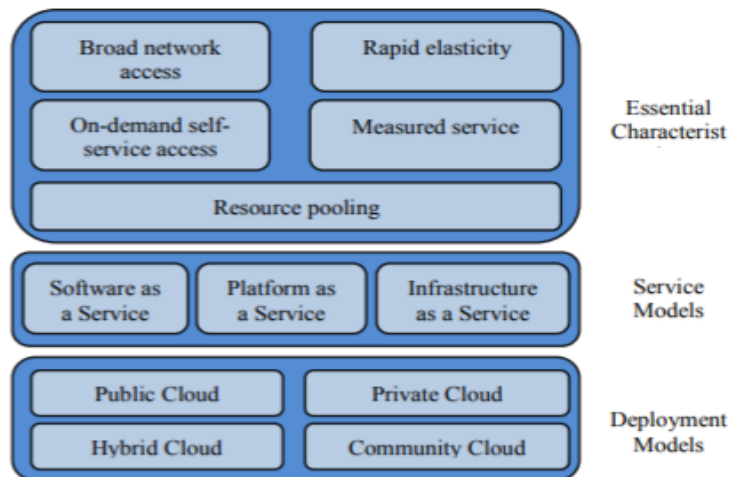 Broad network
access
Rapid elasticity
On-demand self-
service access
Measured service
Resource pooling
Essential
Characterist
Software as
a Service
Platform as
a Service
Infrastructure
as a Service
Service
Models
Public Cloud
Private Cloud
Hybrid Cloud
Community Cloud
Deployment
Models